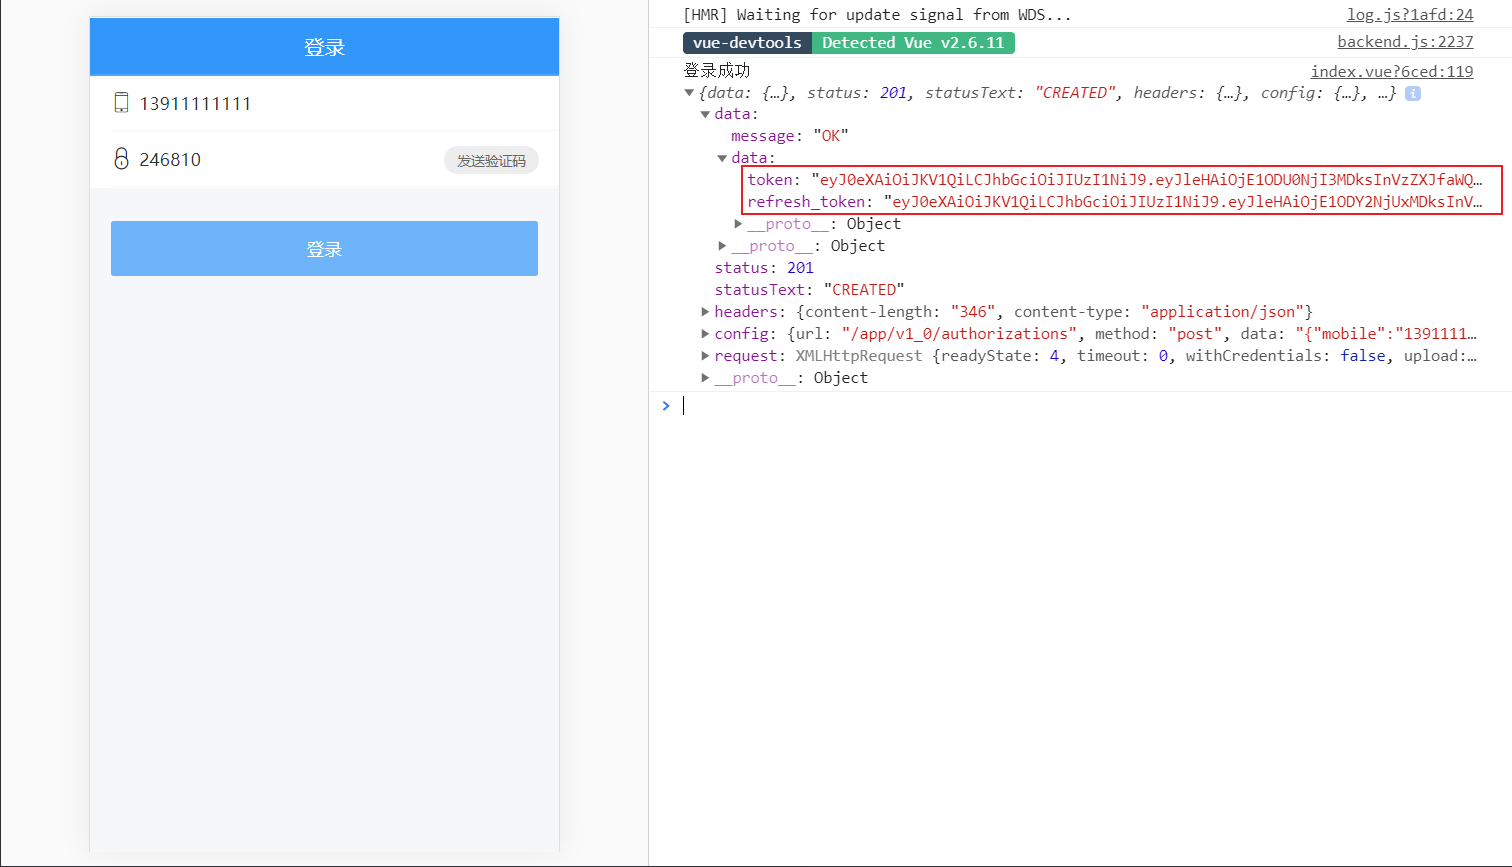 登录
13911111111
246810
发送验证码
登录
[HMR] Waiting for update signal from WDS... log.js?1afd:24
vue-devtools Detected Vue v2.6.11 backend.js:2237
登录成功 index.vue?6ced:119
{data: {…}, status: 201, statusText: "CREATED", headers: {…}, config: {…}, …} i
data:
message: "OK"
data:
token: "eyJ0eXAiOiJKV1QiLCJhbGciOiJIUzI1NiJ9.eyJleHAiOjE1ODU0NjI3MDksInVzZXJfaWQ…
refresh_token: "eyJ0eXAiOiJKV1QiLCJhbGciOiJIUzI1NiJ9.eyJleHAiOjE1ODY2NjUxMDksInV…
__proto__: Object
__proto__: Object
status: 201
statusText: "CREATED"
headers: {content-length: "346", content-type: "application/json"}
config: {url: "/app/v1_0/authorizations", method: "post", data: "{"mobile":"1391111…
request: XMLHttpRequest {readyState: 4, timeout: 0, withCredentials: false, upload:…
__proto__: Object